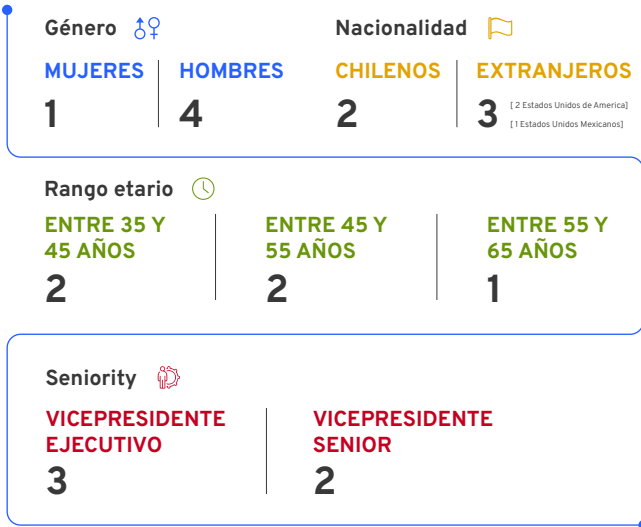 Género
Nacionalidad
MUJERES
HOMBRES
CHILENOS
EXTRANJEROS
1
4
2
3
[ 2 Estados Unidos de America]
[ 1 Estados Unidos Mexicanos]
Rango etario
ENTRE 35 Y
45 AÑOS
2
ENTRE 45 Y
55 AÑOS
2
ENTRE 55 Y
65 AÑOS
1
Seniority
VICEPRESIDENTE
EJECUTIVO
3
VICEPRESIDENTE
SENIOR
2